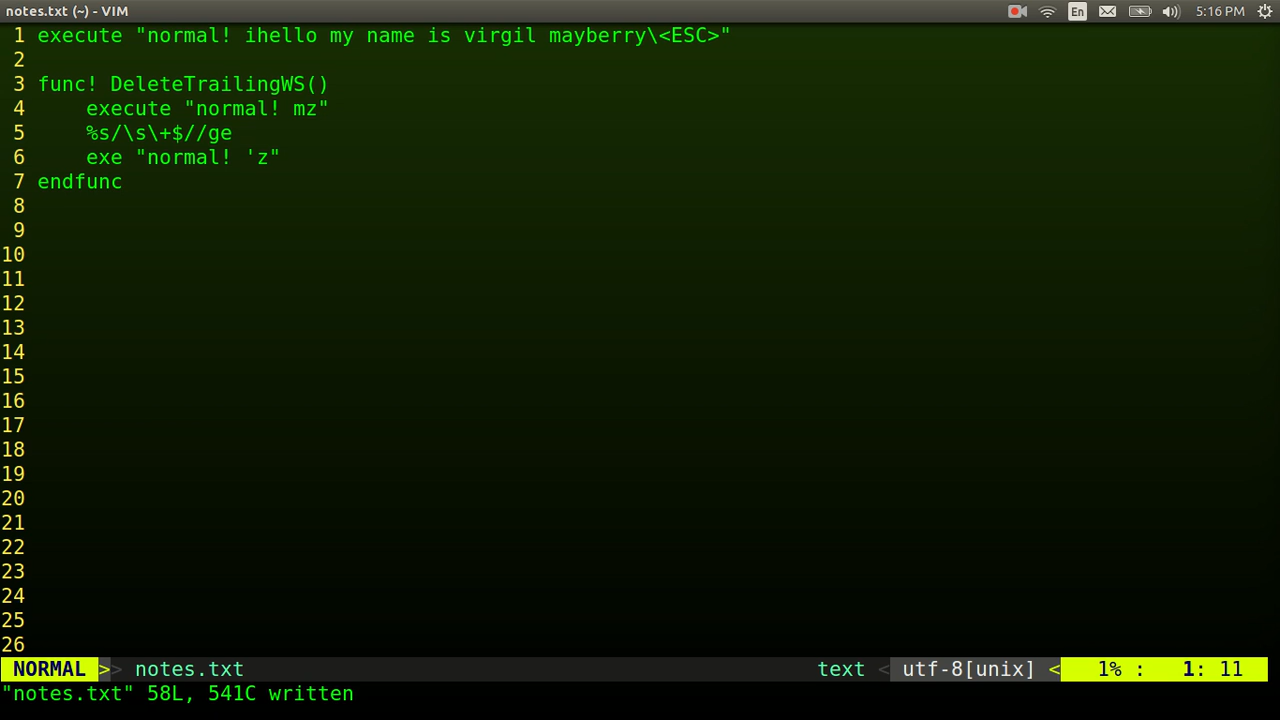 notes.txt (~) - VIM En 5:16 PM
1 execute "normal! ihello my name is virgil mayberry\<ESC>"
2
3 func! DeleteTrailingWS()
4     execute "normal! mz"
5     %s/\s\+$//ge
6     exe "normal! 'z"
7 endfunc
8
9
10
11
12
13
14
15
16
17
18
19
20
21
22
23
24
25
26
NORMAL >> notes.txt text < utf-8[unix] < 1% : 1: 11
"notes.txt" 58L, 541C written